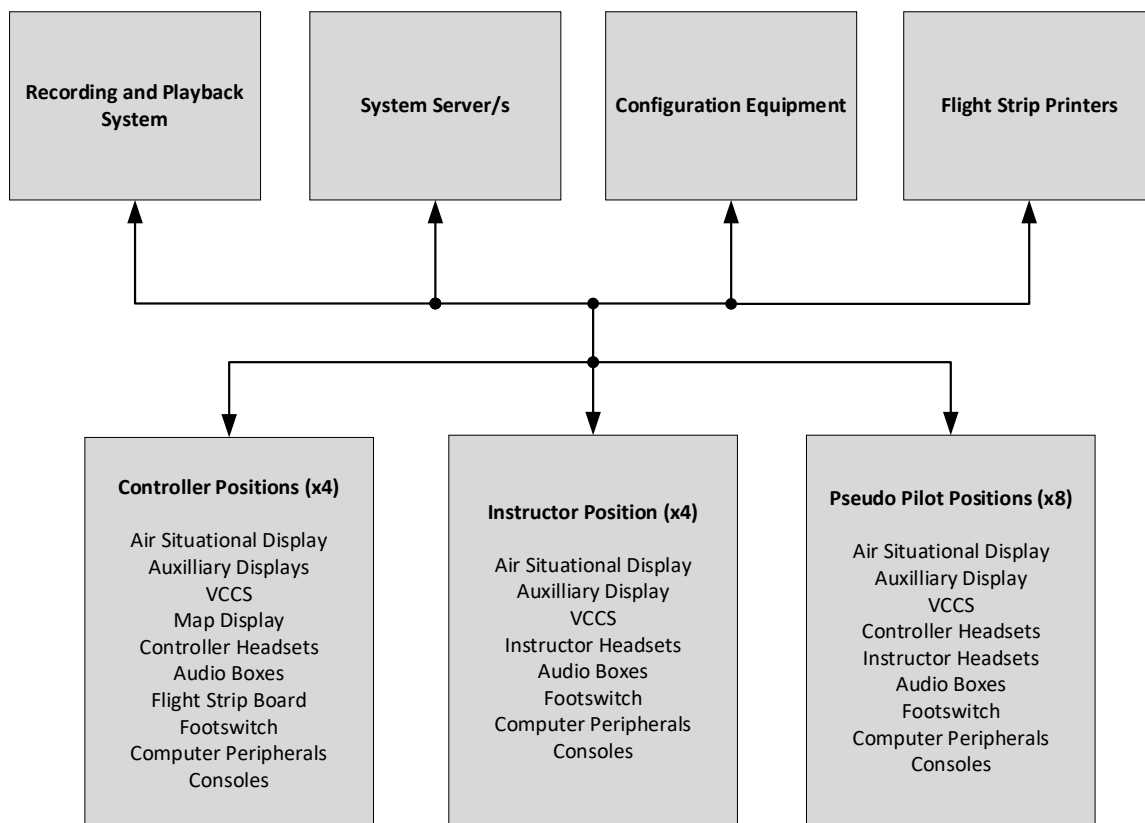 Recording and Playback
System
System Server/s
Configuration Equipment
Flight Strip Printers
Controller Positions (x4)
Air Situational Display
Auxilliary Displays
VCCS
Map Display
Controller Headsets
Audio Boxes
Flight Strip Board
Footswitch
Computer Peripherals
Consoles
Instructor Position (x4)
Air Situational Display
Auxilliary Display
VCCS
Instructor Headsets
Audio Boxes
Footswitch
Computer Peripherals
Consoles
Pseudo Pilot Positions (x8)
Air Situational Display
Auxilliary Display
VCCS
Controller Headsets
Instructor Headsets
Audio Boxes
Footswitch
Computer Peripherals
Consoles